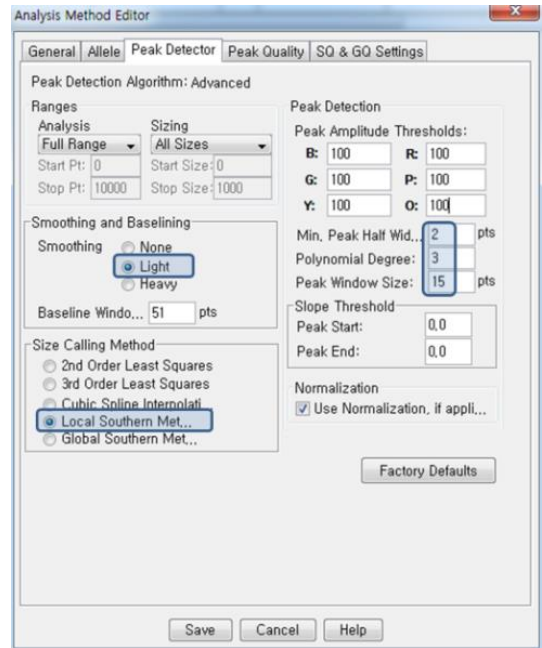 Analysis Method Editor
General Allele Peak Detector Peak Quality SQ & GQ Settings
Peak Detection Algorithm: Advanced
Ranges
Analysis Sizing
Full Range All Sizes
Start Pt: 0 Start Size: 0
Stop Pt: 10000 Stop Size: 1000
Smoothing and Baselining
Smoothing None
Light
Heavy
Baseline Windo... 51 pts
Size Calling Method
2nd Order Least Squares
3rd Order Least Squares
Cubic Spline Interpolati
Local Southern Met...
Global Southern Met...
Peak Detection
Peak Amplitude Thresholds:
B: 100 R: 100
G: 100 P: 100
Y: 100 O: 100
Min. Peak Half Wid... 2 pts
Polynomial Degree: 3
Peak Window Size: 15 pts
Slope Threshold
Peak Start: 0.0
Peak End: 0.0
Normalization
Use Normalization, if appli...
Factory Defaults
Save Cancel Help